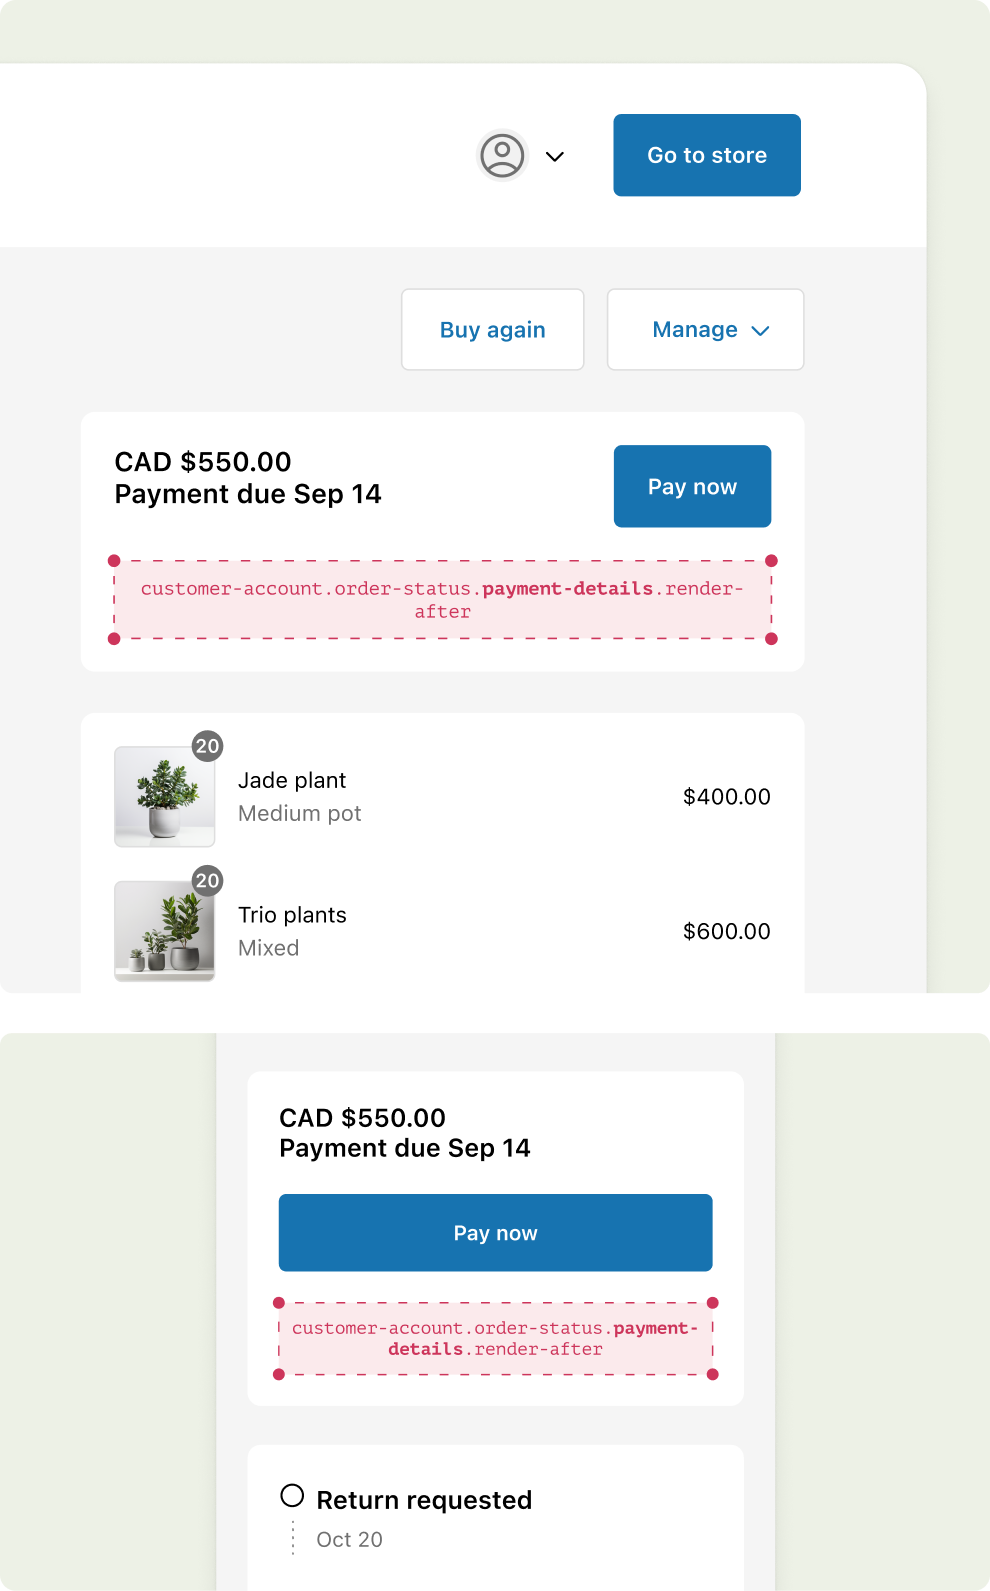 Go to store
Buy again
Manage
CAD $550.00
Payment due Sep 14
Pay now
customer-account.order-status.payment-details.render-
after
20
Jade plant
Medium pot
$400.00
20
Trio plants
Mixed
$600.00
CAD $550.00
Payment due Sep 14
Pay now
customer-account.order-status.payment-
details.render-after
Return requested
Oct 20